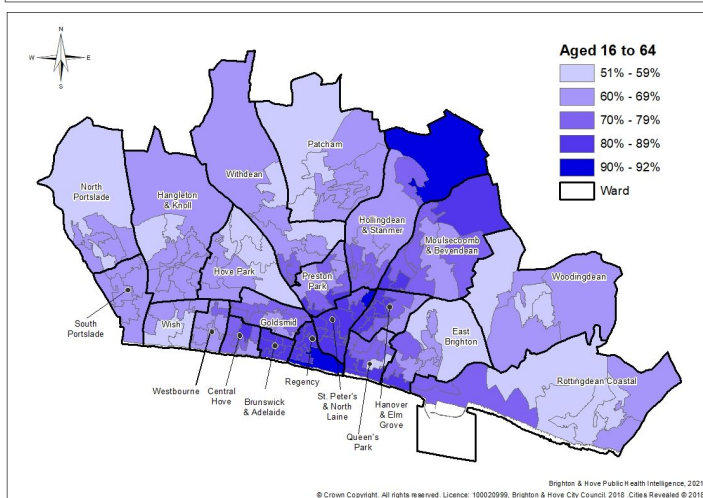 N
W E
S
Aged 16 to 64
51% - 59%
60% - 69%
70% - 79%
80% - 89%
90% - 92%
Ward
Patcham
Withdean
North
Portslade
Hangleton
& Knoll
Hollingdean
& Stanmer
Moulsecoomb
& Bevendean
Hove Park
Preston
Park
Woodingdean
South
Portslade
Wish
Goldsmid
East
Brighton
Rottingdean Coastal
Westbourne
Central
Hove
Brunswick
& Adelaide
Regency
St. Peter's
& North
Laine
Queen's
Park
Hanover
& Elm
Grove
Brighton & Hove Public Health Intelligence, 2021
© Crown Copyright. All rights reserved. Licence: 100020999, Brighton & Hove City Council. 2018. Cities Revealed © 2018